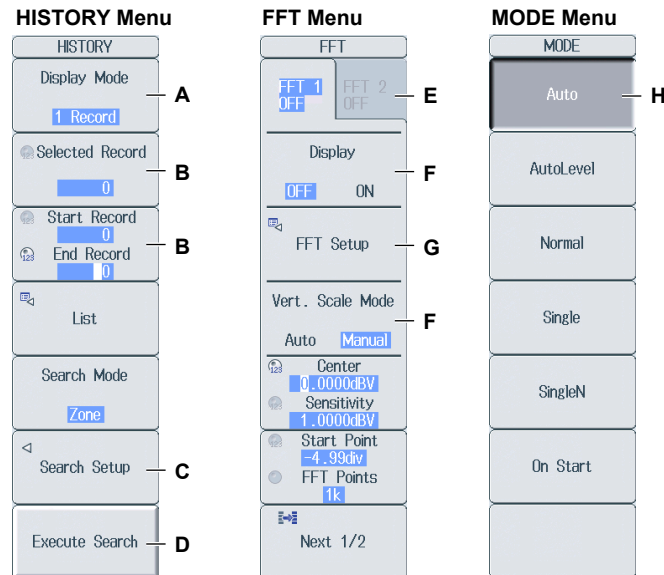 HISTORY Menu
HISTORY
Display Mode
1 Record
A
Selected Record
0
B
Start Record
0
B
123
End Record
0
List
Search Mode
Zone
Search Setup
C
Execute Search
D
FFT Menu
FFT
FFT 1
OFF
FFT 2
OFF
E
Display
OFF ON
F
FFT Setup
G
Vert. Scale Mode
F
Auto Manual
123
Center
0.0000dBV
Sensitivity
1.0000dBV
Start Point
-4.99div
FFT Points
1k
Next 1/2
MODE Menu
MODE
Auto
H
AutoLevel
Normal
Single
SingleN
On Start